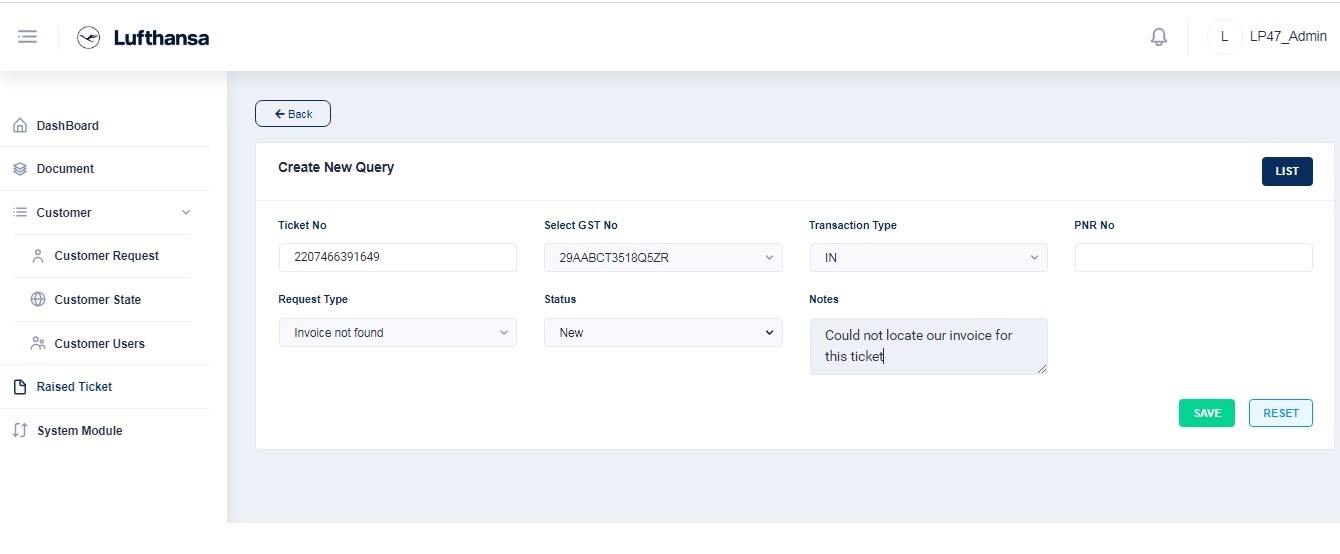 Lufthansa
L
LP47_Admin
DashBoard
Document
Customer
Customer Request
Customer State
Customer Users
Raised Ticket
System Module
← Back
Create New Query
LIST
Ticket No
Select GST No
Transaction Type
PNR No
2207466391649
29AABCT3518Q5ZR
IN
Request Type
Status
Notes
Invoice not found
New
Could not locate our invoice for
this ticket
SAVE
RESET